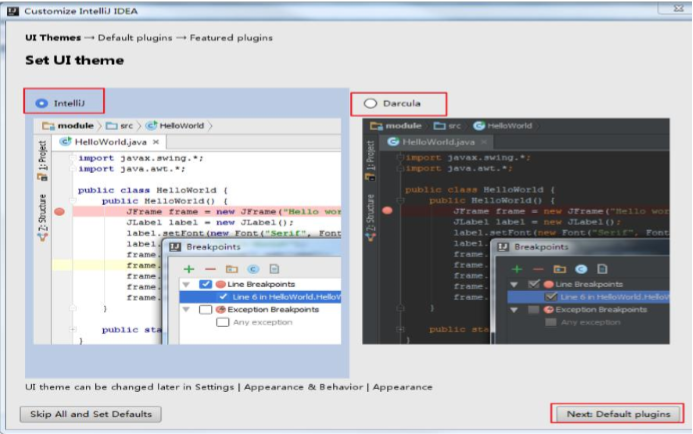 Customize IntelliJ IDEA
UI Themes → Default plugins → Featured plugins
Set UI theme
IntelliJ
module src HelloWorld
HelloWorld.java ×
1: Project
2: Structure
import javax.swing.*;
import java.awt.*;
public class HelloWorld {
public HelloWorld() {
JFrame frame = new JFrame("Hello wor
JLabel label = new JLabel();
label.setFont(new Font("Serif", Font
label.
frame.
frame.
frame.
frame.
}
public sta
}
Breakpoints
Line Breakpoints
Line 6 in HelloWorld.HelloW
Exception Breakpoints
Any exception
Darcula
module src HelloWorld
HelloWorld.java ×
1: Project
2: Structure
import javax.swing.*;
import java.awt.*;
public class HelloWorld {
public HelloWorld() {
JFrame frame = new JFrame("Hello wor
JLabel label = new JLabel();
label.setFont(new Font("Serif", Font
label.
frame.
frame.
frame.
frame.
}
public sta
}
Breakpoints
Line Breakpoints
Line 6 in HelloWorld.HelloW
Exception Breakpoints
Any exception
UI theme can be changed later in Settings | Appearance & Behavior | Appearance
Skip All and Set Defaults
Next: Default plugins